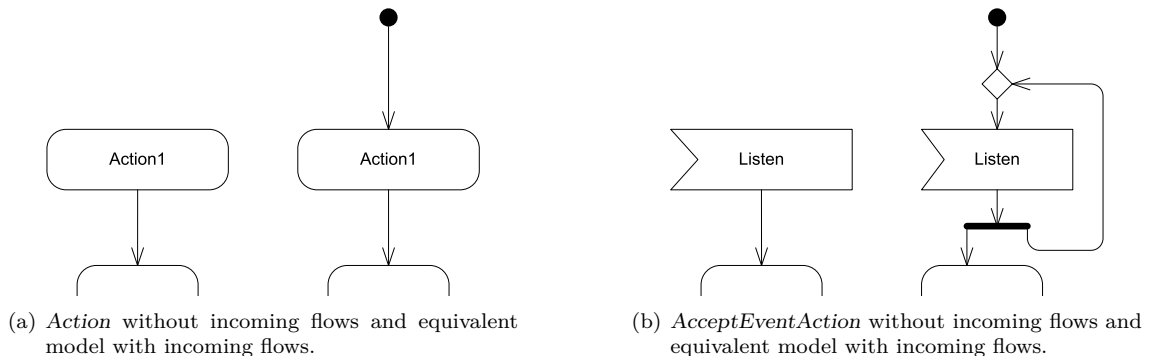 Action1
Action1
Listen
Listen
(a) Action without incoming flows and equivalent
model with incoming flows.
(b) AcceptEventAction without incoming flows and
equivalent model with incoming flows.